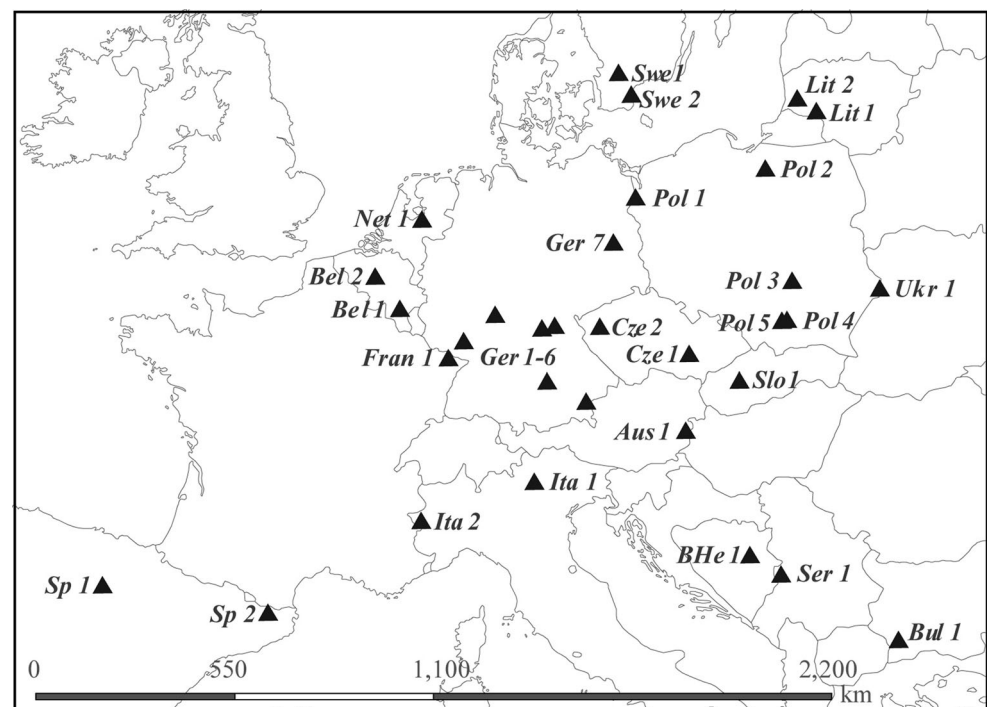 Swe1
Swe 2
Lit 2
Lit 1
Pol 2
Pol 1
Net 1
Ger 7
Bel 2
Pol 3
Ukr 1
Bel 1
Pol 5
Pol 4
Cze 2
Fran 1
Ger 1-6
Cze 1
Slo1
Aus 1
Ita 1
Ita 2
BHe 1
Ser 1
Sp 1
Sp 2
Bul 1
0 550 1,100 2,200
km